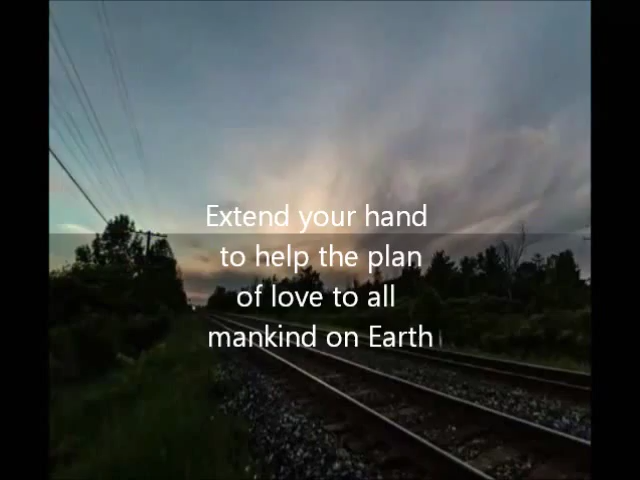 Extend your hand
to help the plan
of love to all
mankind on Earth